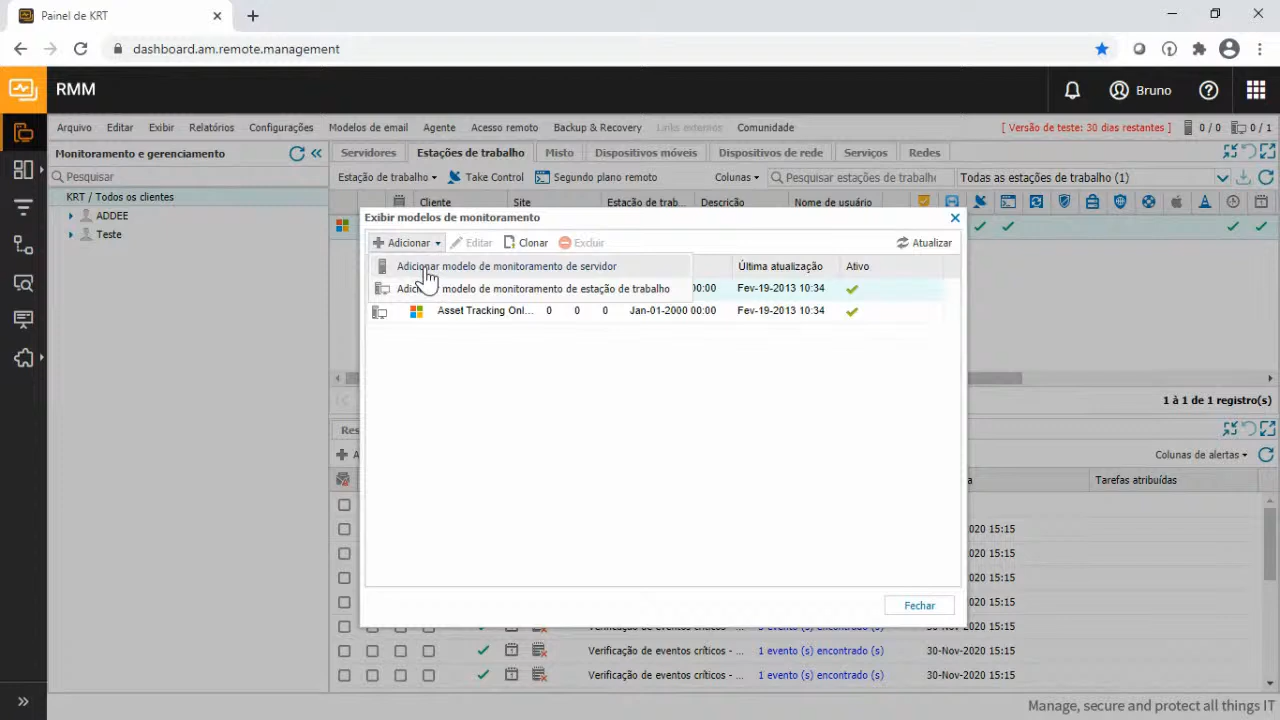 Painel de KRT
dashboard.am.remote.management
RMM
Bruno
Arquivo Editar Exibir Relatórios Configurações Modelos de email Agente Acesso remoto Backup & Recovery Links externos Comunidade [ Versão de teste: 30 dias restantes ] 0 / 0 0 / 1
Monitoramento e gerenciamento
Servidores Estações de trabalho Misto Dispositivos móveis Dispositivos de rede Serviços Redes
Pesquisar
Estação de trabalho Take Control Segundo plano remoto Colunas Pesquisar estações de trabalho Todas as estações de trabalho (1)
KRT / Todos os clientes
Cliente Site Estação de trab... Descrição Nome de usuário
ADDEE
Teste
Exibir modelos de monitoramento
Adicionar Editar Clonar Excluir Atualizar
Adicionar modelo de monitoramento de servidor
Última atualização Ativo
modelo de monitoramento de estação de trabalho
00:00 Fev-19-2013 10:34
Asset Tracking Onl... 0 0 0 Jan-01-2000 00:00 Fev-19-2013 10:34
1 à 1 de 1 registro(s)
Colunas de alertas
Tarefas atribuídas
020 15:15
020 15:15
020 15:15
020 15:15
Fechar
020 15:15
Verificação de eventos críticos - ... 1 evento (s) encontrado (s) 30-Nov-2020 15:15
Verificação de eventos críticos - ... 1 evento (s) encontrado (s) 30-Nov-2020 15:15
Manage, secure and protect all things IT